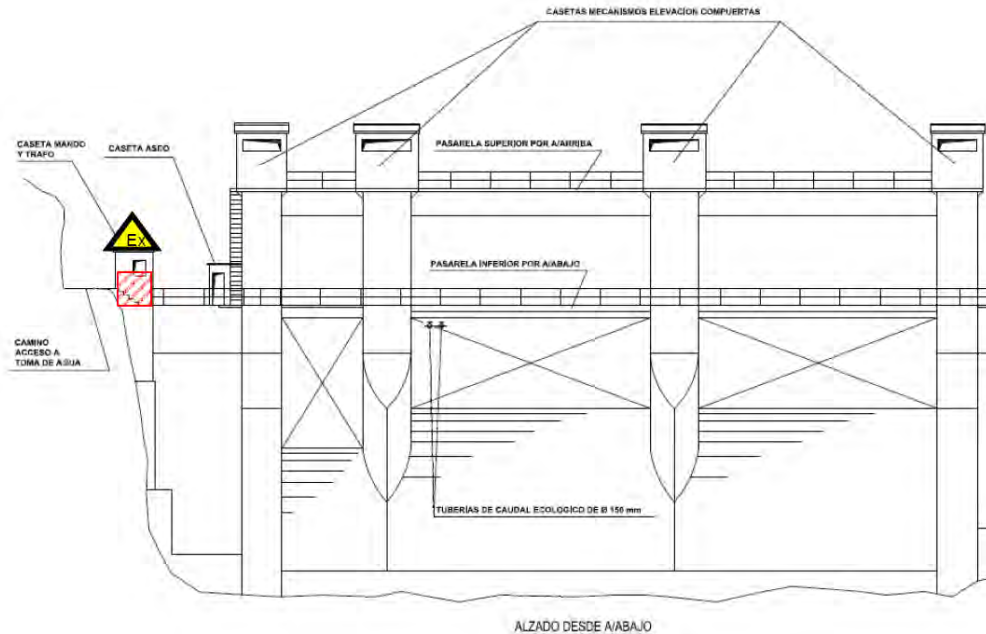 CASETAS MECANISMOS ELEVACION COMPUERTAS
CASETA MANDO
Y TRAFO
CASETA ASEO
PASARELA SUPERIOR POR A/ARRIBA
Ex
PASARELA INFERIOR POR A/ABAJO
CAMINO
ACCESO A
TOMA DE AGUA
TUBERÍAS DE CAUDAL ECOLOGICO DE Ø 150 mm
ALZADO DESDE A/ABAJO